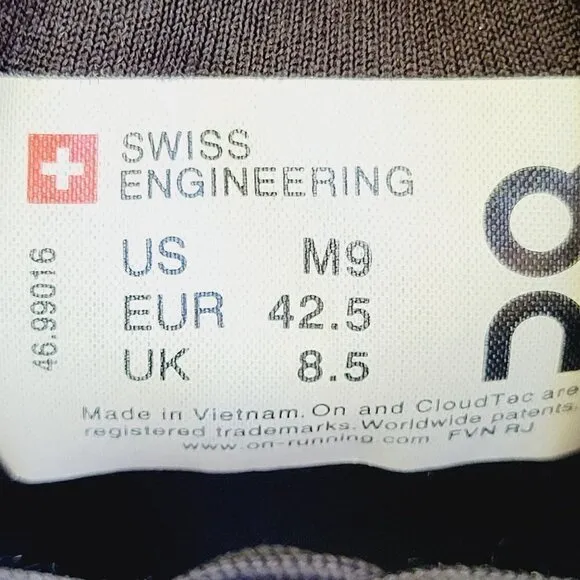 SWISS
ENGINEERING
US M9
EUR 42.5
UK 8.5
46.99016
Made in Vietnam. On and CloudTec are
registered trademarks. Worldwide patents.
www.on-running.com FVN RJ
on